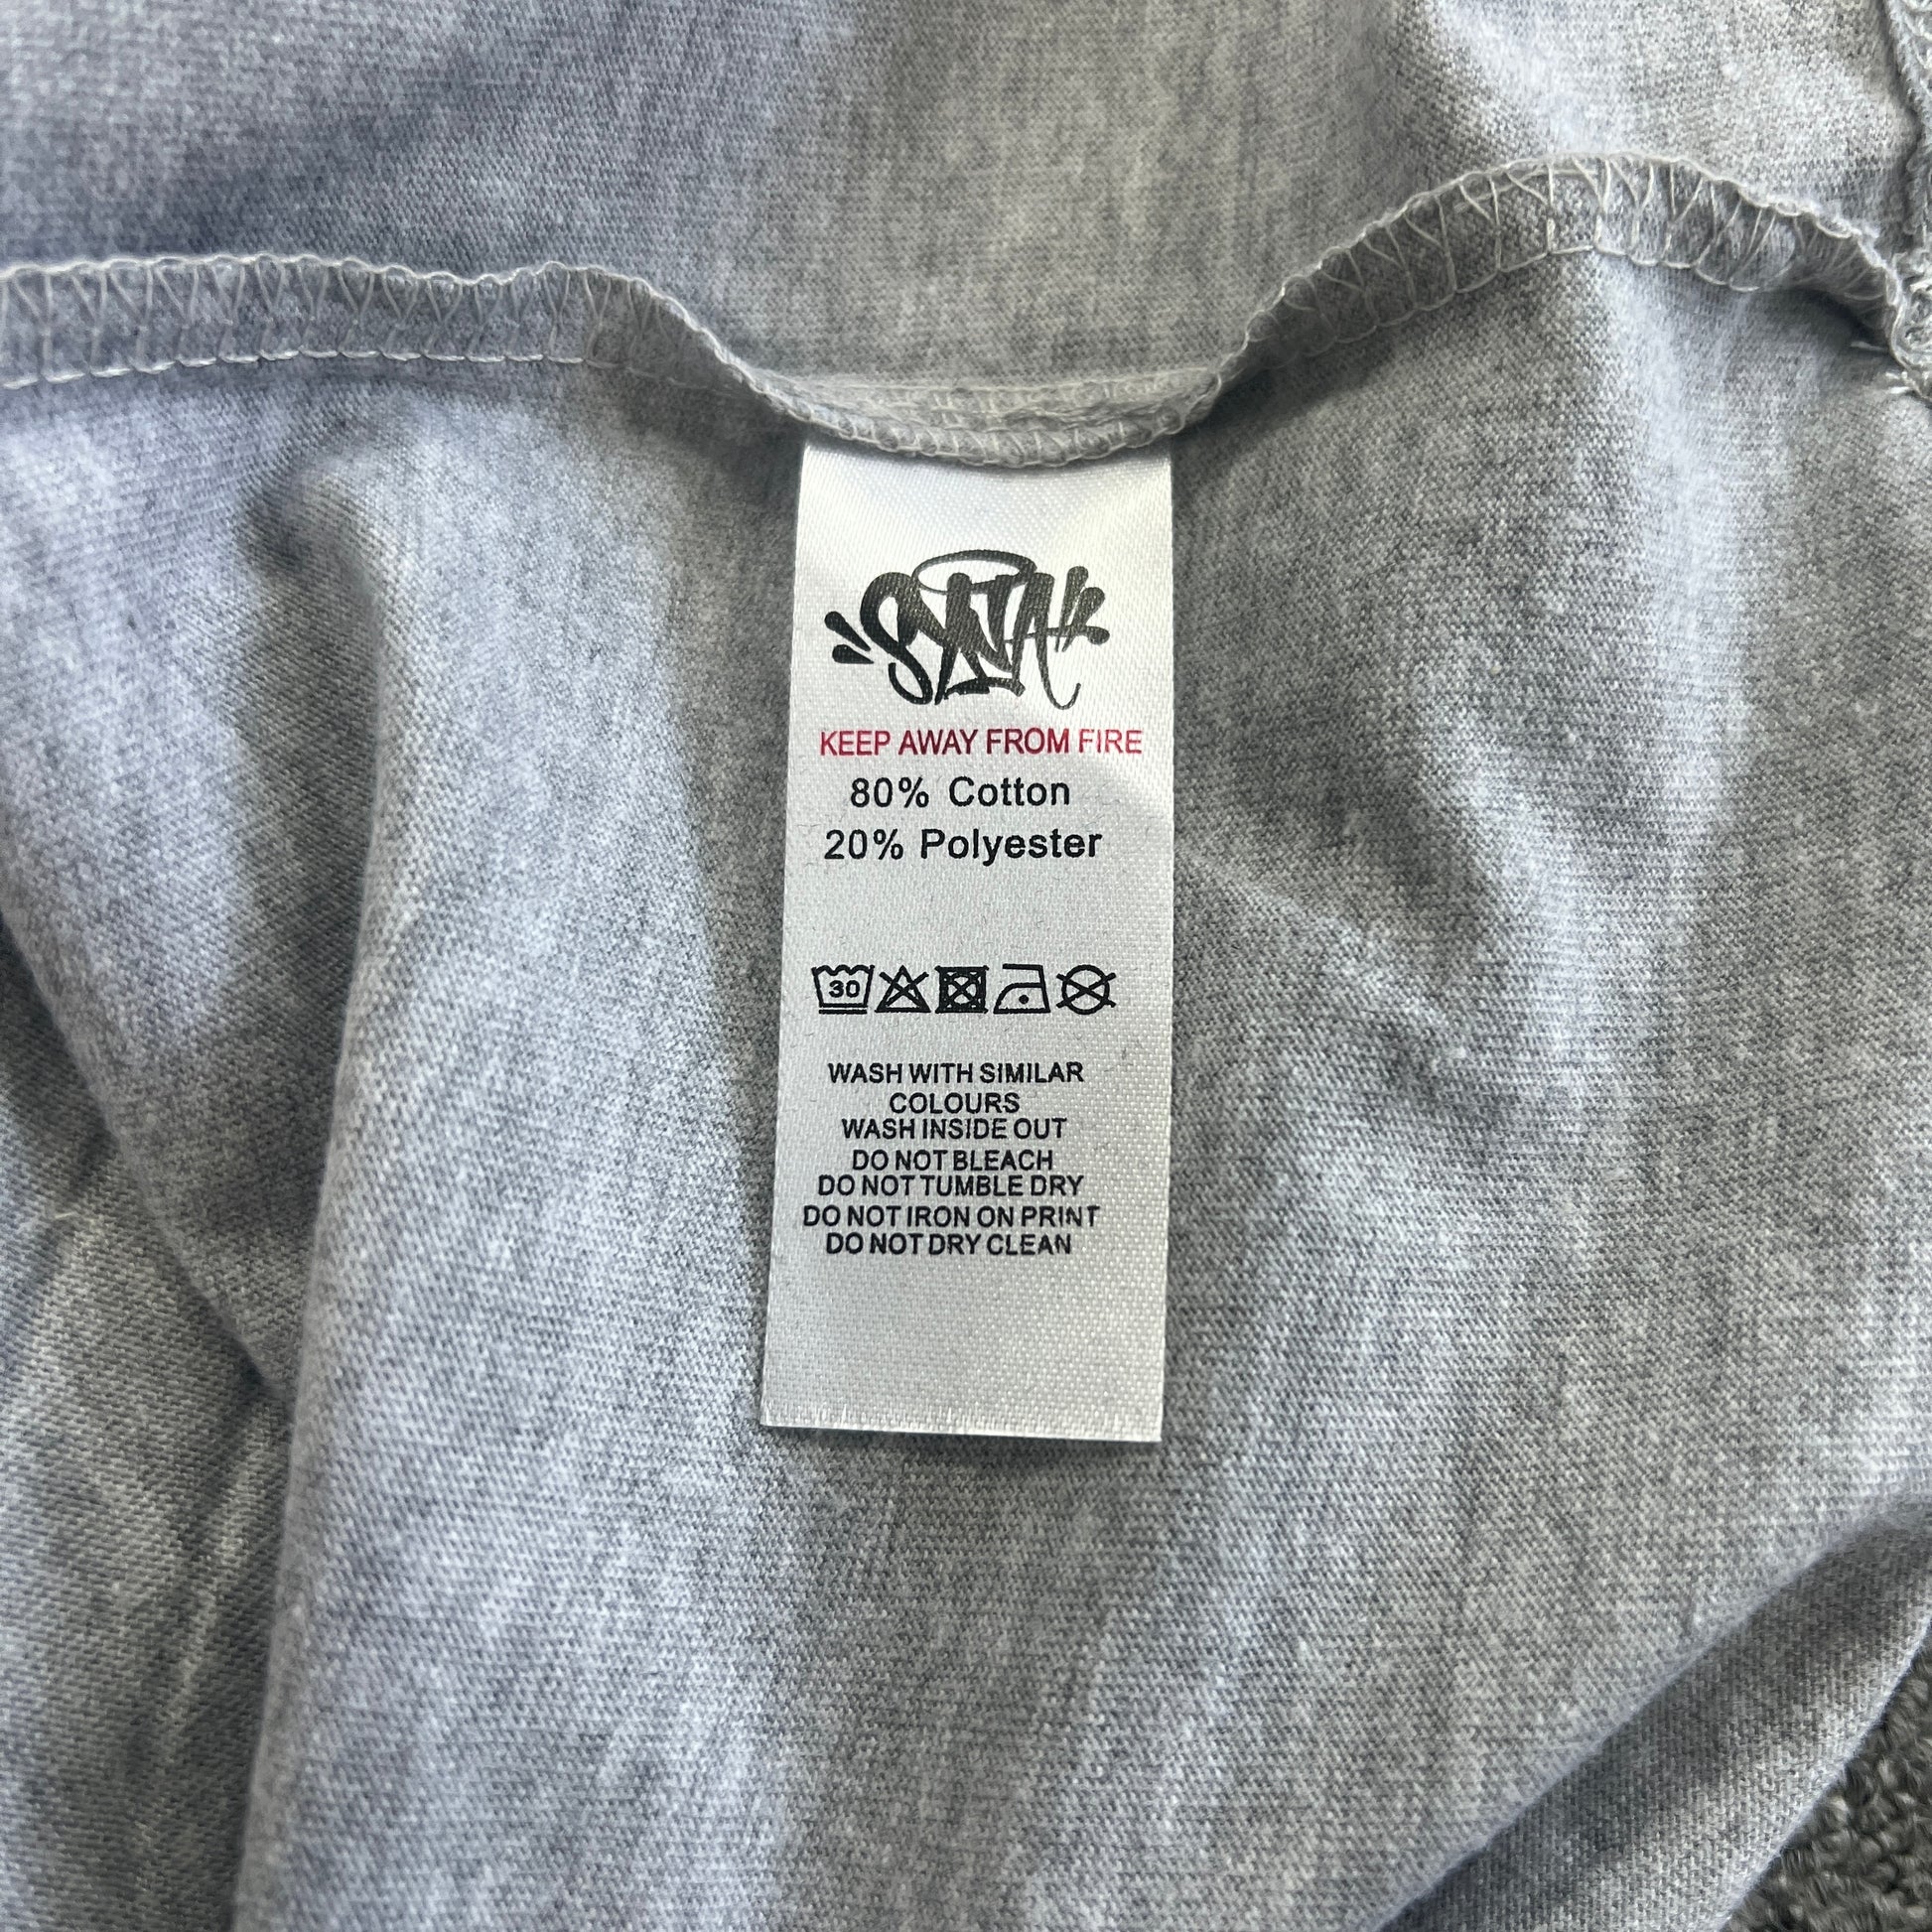 SYNA
KEEP AWAY FROM FIRE
80% Cotton
20% Polyester
30
WASH WITH SIMILAR
COLOURS
WASH INSIDE OUT
DO NOT BLEACH
DO NOT TUMBLE DRY
DO NOT IRON ON PRINT
DO NOT DRY CLEAN